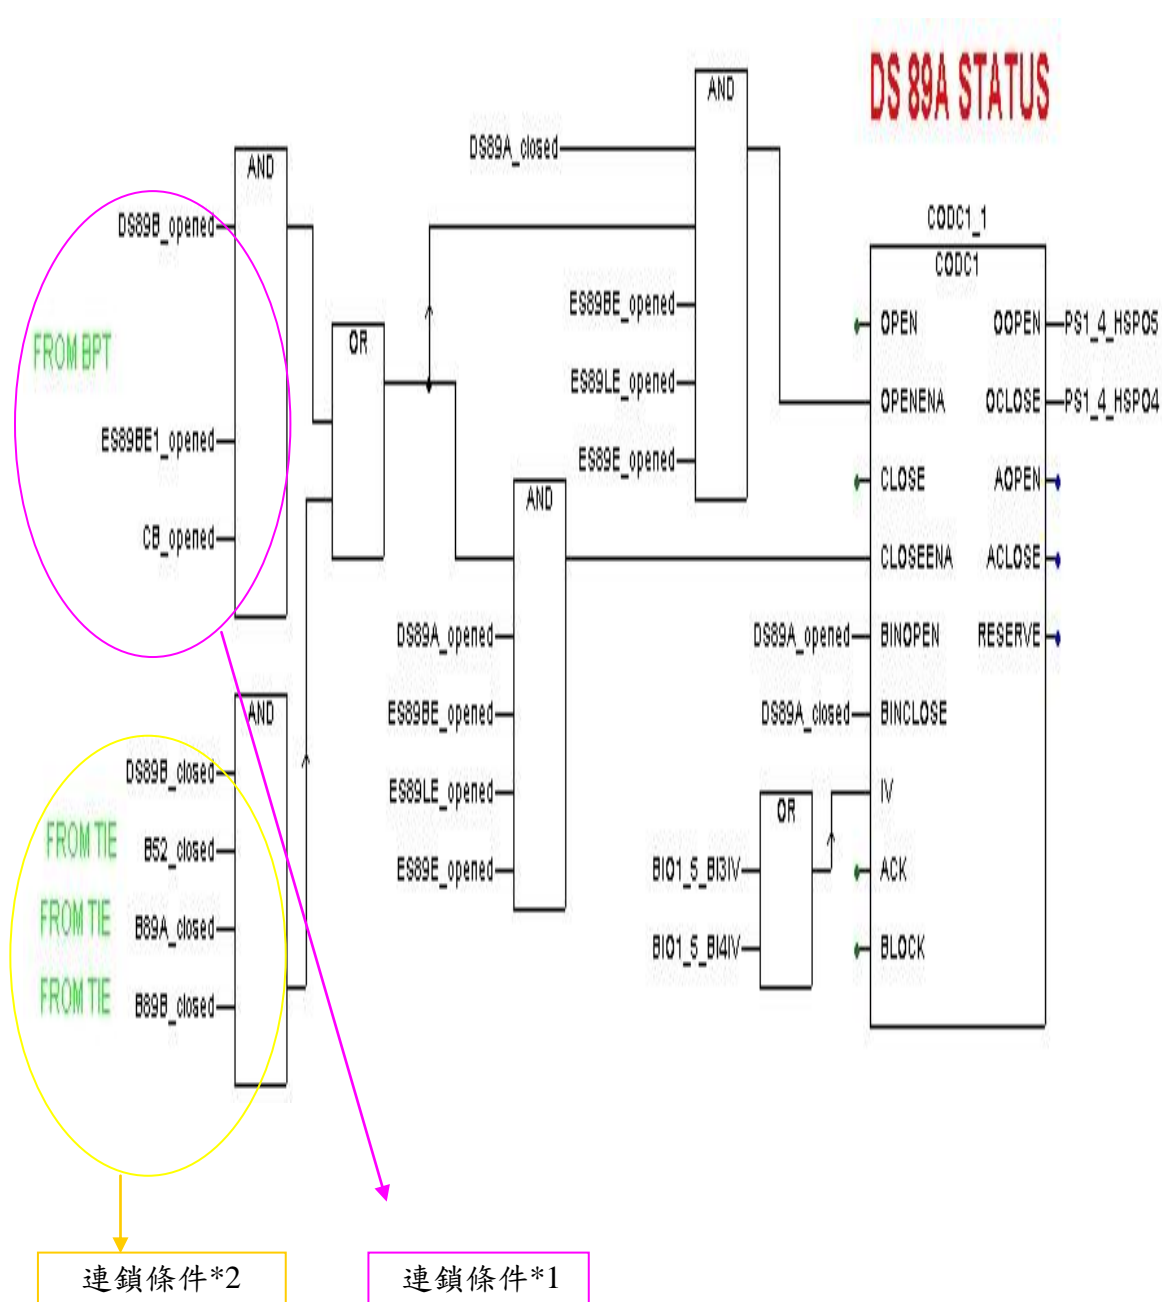 DS 89A STATUS
AND
DS89A_closed
AND
DS89B_opened
CODC1_1
CODC1
ES89BE_opened
OPEN
OOPEN
PS1_4_HSPO5
FROM BPT
OR
ES89LE_opened
OPENENA
OCLOSE
PS1_4_HSPO4
ES89BE1_opened
ES89E_opened
CLOSE
AOPEN
AND
CB_opened
CLOSEENA
ACLOSE
DS89A_opened
DS89A_opened
BINOPEN
RESERVE
AND
ES89BE_opened
DS89A_closed
BINCLOSE
DS89B_closed
ES89LE_opened
OR
IV
FROM TIE
B52_closed
ES89E_opened
BIO1_5_BI3IV
ACK
FROM TIE
B89A_closed
BIO1_5_BI4IV
BLOCK
FROM TIE
B89B_closed
連鎖條件*2
連鎖條件*1